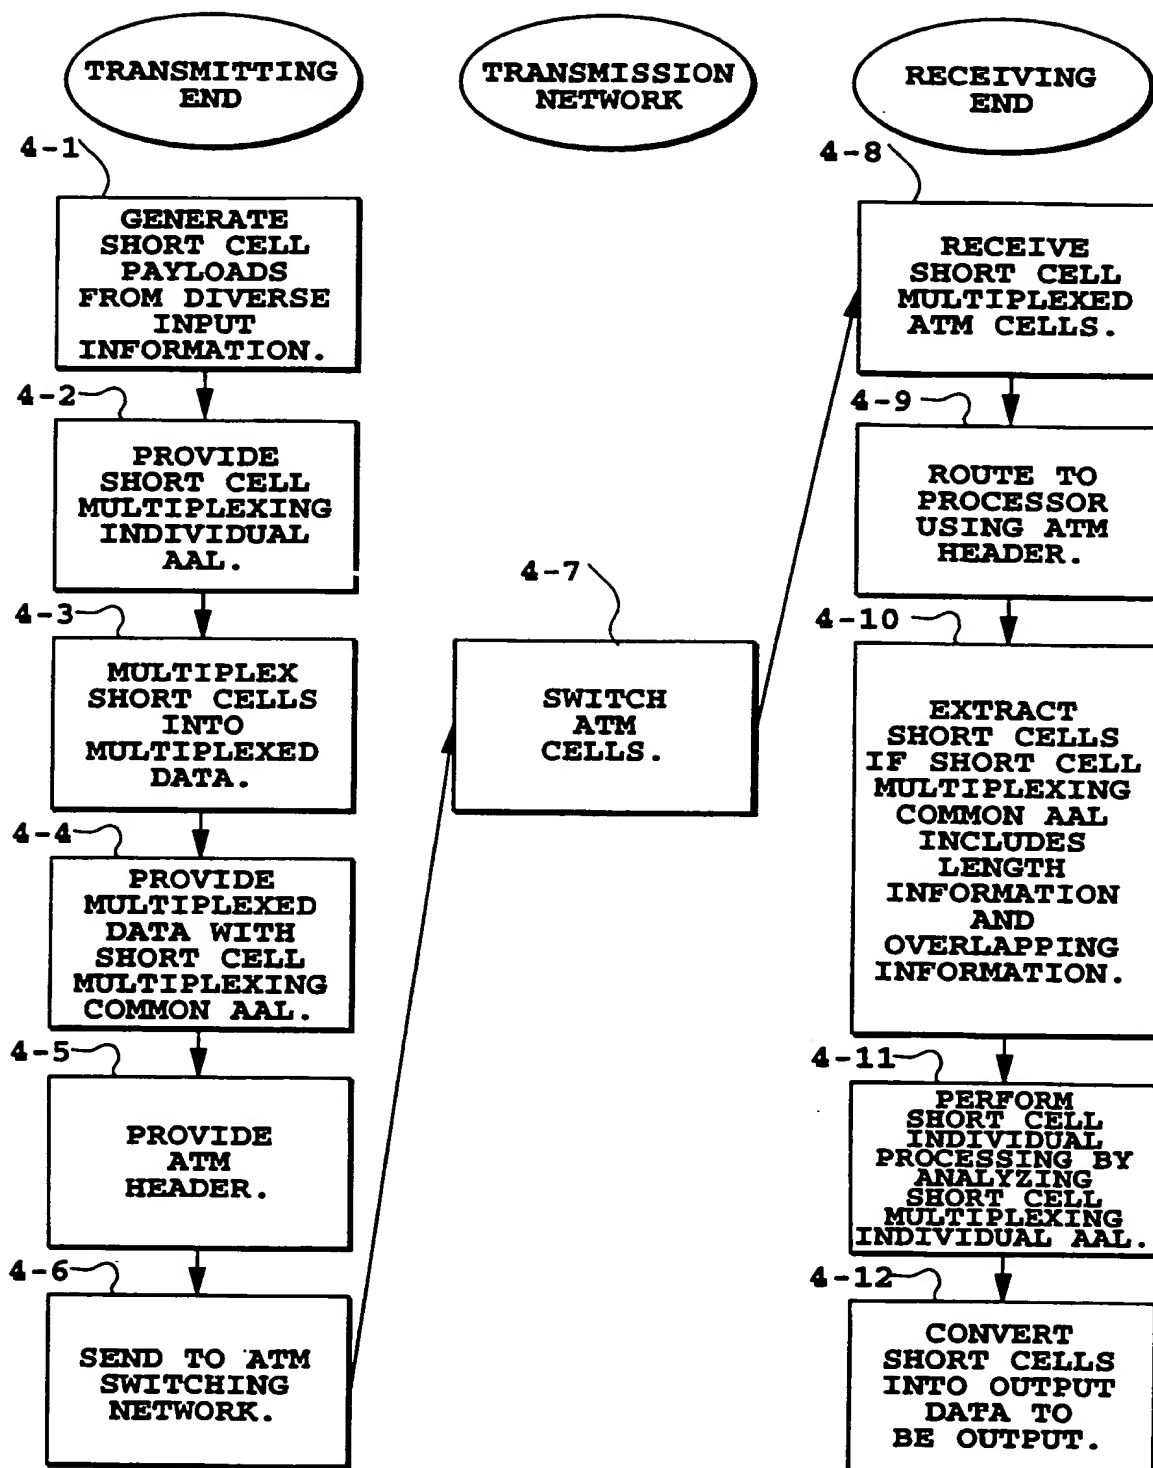 TRANSMITTING
END
4-1
GENERATE
SHORT CELL
PAYLOADS
FROM DIVERSE
INPUT
INFORMATION.
4-2
PROVIDE
SHORT CELL
MULTIPLEXING
INDIVIDUAL
AAL.
4-3
MULTIPLEX
SHORT CELLS
INTO
MULTIPLEXED
DATA.
4-4
PROVIDE
MULTIPLEXED
DATA WITH
SHORT CELL
MULTIPLEXING
COMMON AAL.
4-5
PROVIDE
ATM
HEADER.
4-6
SEND TO ATM
SWITCHING
NETWORK.
TRANSMISSION
NETWORK
4-7
SWITCH
ATM
CELLS.
RECEIVING
END
4-8
RECEIVE
SHORT CELL
MULTIPLEXED
ATM CELLS.
4-9
ROUTE TO
PROCESSOR
USING ATM
HEADER.
4-10
EXTRACT
SHORT CELLS
IF SHORT CELL
MULTIPLEXING
COMMON AAL
INCLUDES
LENGTH
INFORMATION
AND
OVERLAPPING
INFORMATION.
4-11
PERFORM
SHORT CELL
INDIVIDUAL
PROCESSING BY
ANALYZING
SHORT CELL
MULTIPLEXING
INDIVIDUAL AAL.
4-12
CONVERT
SHORT CELLS
INTO OUTPUT
DATA TO
BE OUTPUT.